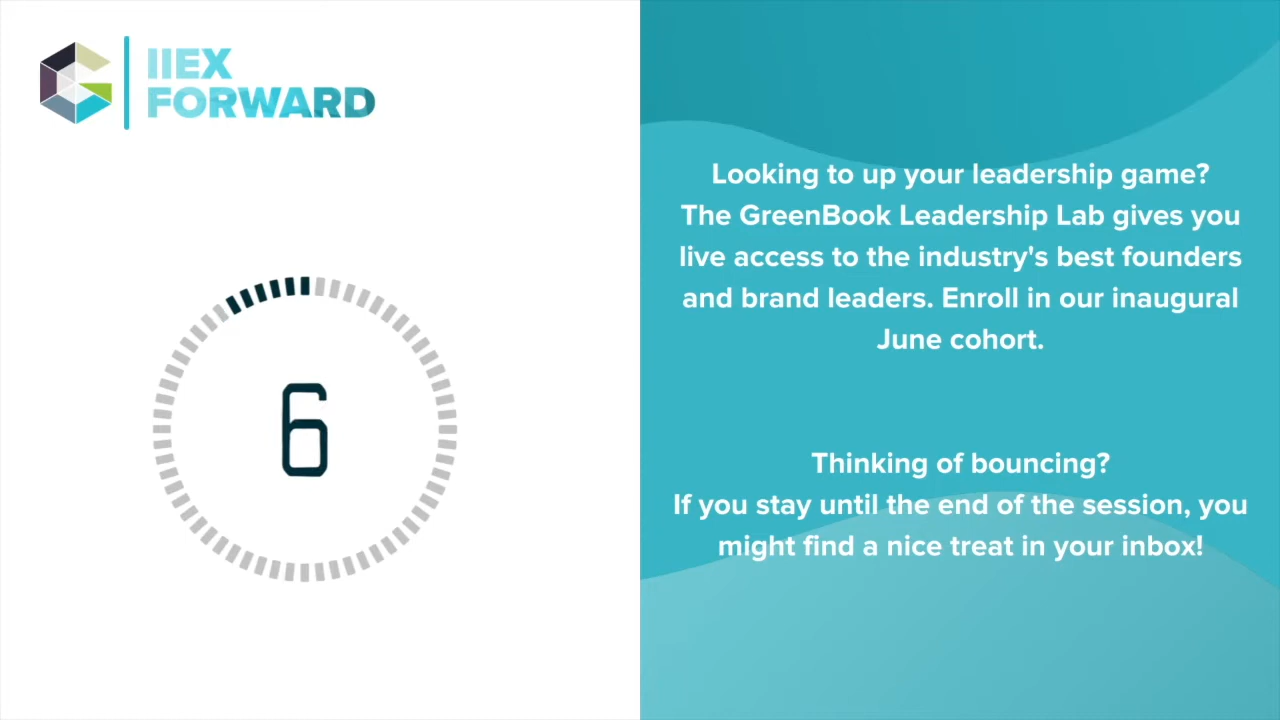 IIEX
FORWARD
6
Looking to up your leadership game?
The GreenBook Leadership Lab gives you
live access to the industry's best founders
and brand leaders. Enroll in our inaugural
June cohort.
Thinking of bouncing?
If you stay until the end of the session, you
might find a nice treat in your inbox!